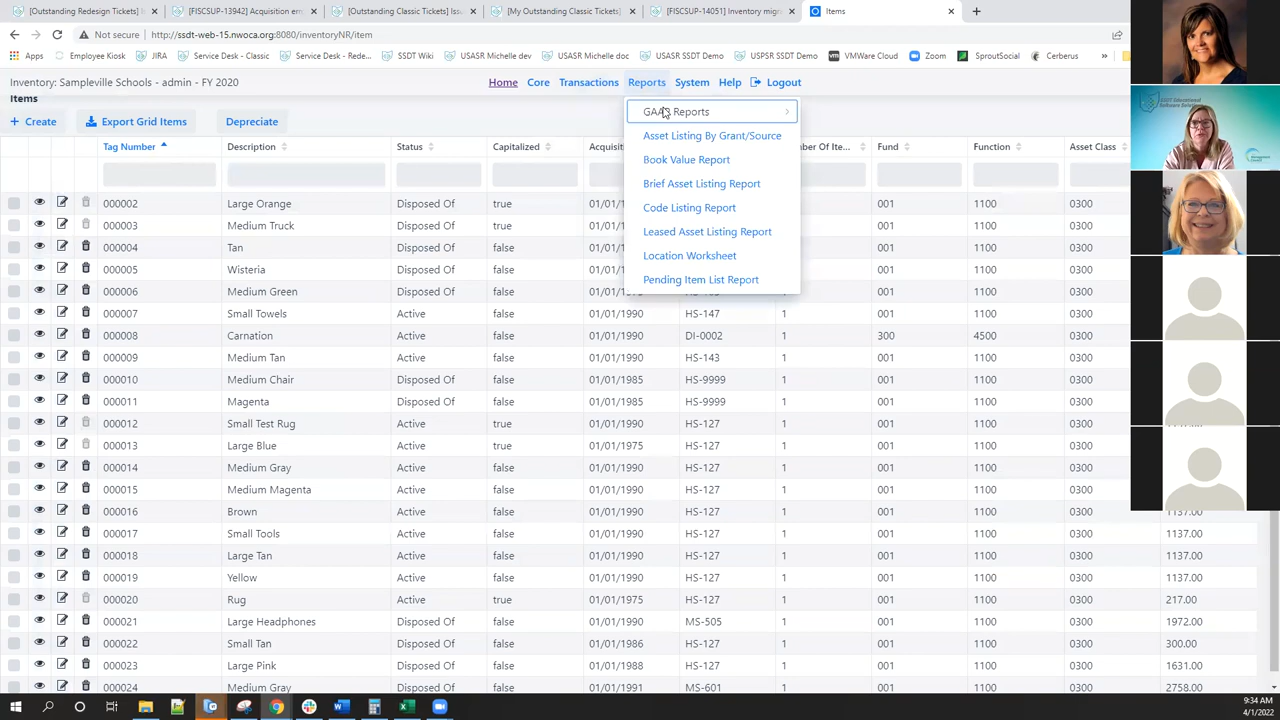 [Outstanding Redesign Tickets] I
[FISCSUP-13942] Acquisition em
[Outstanding Classic Tickets] Iss
[My Outstanding Classic Tickets]
[FISCSUP-14051] Inventory migr
Items
Not secure | http://ssdt-web-15.nwoca.org:8080/inventoryNR/item
Apps Employee Kiosk JIRA Service Desk - Classic Service Desk - Rede... SSDT Wiki USASR Michelle dev USASR Michelle doc USASR SSDT Demo USPSR SSDT Demo VMWare Cloud Zoom SproutSocial Cerberus »
Inventory: Sampleville Schools - admin - FY 2020 Home Core Transactions Reports System Help Logout
Items
+ Create Export Grid Items Depreciate
GAAP Reports
Asset Listing By Grant/Source
Book Value Report
Brief Asset Listing Report
Code Listing Report
Leased Asset Listing Report
Location Worksheet
Pending Item List Report
Tag Number Description Status Capitalized Fund Function Asset Class
000002 Large Orange Disposed Of true 01/01/1 001 1100 0300
000003 Medium Truck Disposed Of true 01/01/1 001 1100 0300
000004 Tan Disposed Of false 01/01/1 001 1100 0300
000005 Wisteria Disposed Of false 01/01/1 001 1100 0300
000006 Medium Green Disposed Of false 001 1100 0300
000007 Small Towels Active false 01/01/1990 HS-147 1 001 1100 0300
000008 Carnation Active false 01/01/1990 DI-0002 1 300 4500 0300
000009 Medium Tan Active false 01/01/1990 HS-143 1 001 1100 0300
000010 Medium Chair Disposed Of false 01/01/1985 HS-9999 1 001 1100 0300
000011 Magenta Disposed Of false 01/01/1985 HS-9999 1 001 1100 0300
000012 Small Test Rug Active true 01/01/1990 HS-127 1 001 1100 0300
000013 Large Blue Active true 01/01/1975 HS-127 1 001 1100 0300
000014 Medium Gray Active false 01/01/1990 HS-127 1 001 1100 0300
000015 Medium Magenta Active false 01/01/1990 HS-127 1 001 1100 0300
000016 Brown Active false 01/01/1990 HS-127 1 001 1100 0300 1137.00
000017 Small Tools Active false 01/01/1990 HS-127 1 001 1100 0300 1137.00
000018 Large Tan Active false 01/01/1990 HS-127 1 001 1100 0300 1137.00
000019 Yellow Active false 01/01/1990 HS-127 1 001 1100 0300 1137.00
000020 Rug Active true 01/01/1975 HS-127 1 001 1100 0300 217.00
000021 Large Headphones Disposed Of false 01/01/1990 MS-505 1 001 1100 0300 1972.00
000022 Small Tan Disposed Of false 01/01/1986 HS-127 1 001 1100 0300 300.00
000023 Large Pink Disposed Of false 01/01/1988 HS-127 1 001 1100 0300 1631.00
000024 Medium Gray Disposed Of false 01/01/1991 MS-601 1 001 1100 0300 2758.00
9:34 AM
4/1/2022